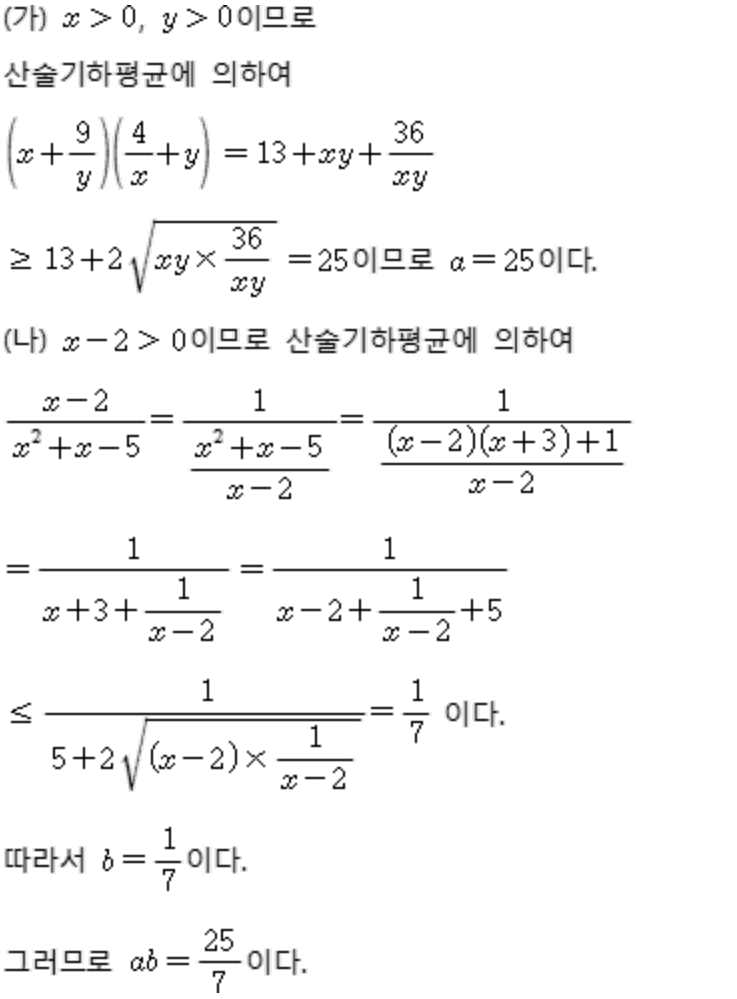 (가) x > 0, y > 0이므로
산술기하평균에 의하여
(x + 9/y)(4/x + y) = 13 + xy + 36/xy
≥ 13 + 2√(xy × 36/xy) = 25이므로 a = 25이다.
(나) x − 2 > 0이므로 산술기하평균에 의하여
(x − 2)/(x² + x − 5) = 1/((x² + x − 5)/(x − 2)) = 1/(((x − 2)(x + 3) + 1)/(x − 2))
= 1/(x + 3 + 1/(x − 2)) = 1/(x − 2 + 1/(x − 2) + 5)
≤ 1/(5 + 2√((x − 2) × 1/(x − 2))) = 1/7 이다.
따라서 b = 1/7이다.
그러므로 ab = 25/7이다.